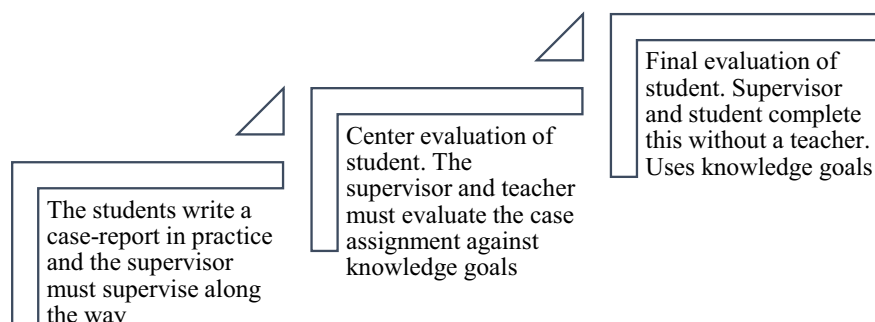 The students write a
case-report in practice
and the supervisor
must supervise along
the way
Center evaluation of
student. The
supervisor and teacher
must evaluate the case
assignment against
knowledge goals
Final evaluation of
student. Supervisor
and student complete
this without a teacher.
Uses knowledge goals